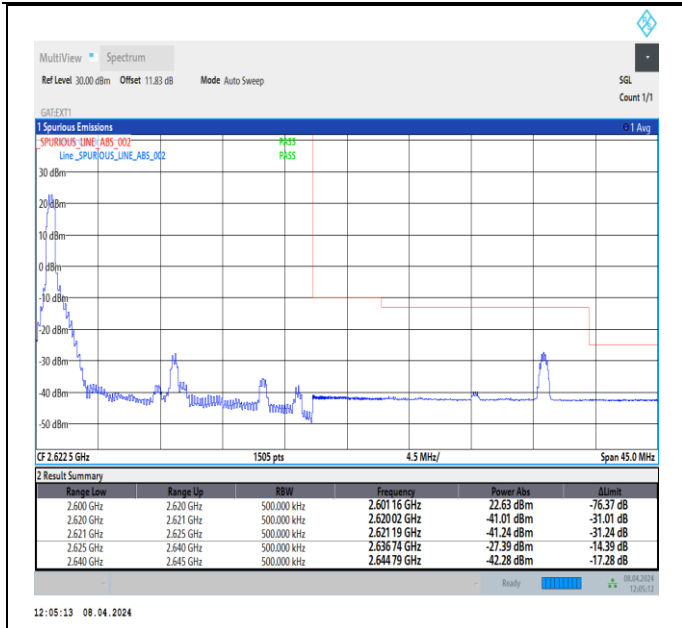 MultiView Spectrum
Ref Level 30.00 dBm Offset 11.83 dB Mode Auto Sweep SGL
Count 1/1
GAT:EXT1
1 Spurious Emissions 1 Avg
_SPURIOUS_LINE_ABS_002 PASS
Line _SPURIOUS_LINE_ABS_002 PASS
30 dBm
20 dBm
10 dBm
0 dBm
-10 dBm
-20 dBm
-30 dBm
-40 dBm
-50 dBm
CF 2.622 5 GHz 1505 pts 4.5 MHz/ Span 45.0 MHz
2 Result Summary
Range Low Range Up RBW Frequency Power Abs ΔLimit
2.600 GHz 2.620 GHz 500.000 kHz 2.601 16 GHz 22.63 dBm -76.37 dB
2.620 GHz 2.621 GHz 500.000 kHz 2.620 02 GHz -41.01 dBm -31.01 dB
2.621 GHz 2.625 GHz 500.000 kHz 2.621 19 GHz -41.24 dBm -31.24 dB
2.625 GHz 2.640 GHz 500.000 kHz 2.636 74 GHz -27.39 dBm -14.39 dB
2.640 GHz 2.645 GHz 500.000 kHz 2.644 79 GHz -42.28 dBm -17.28 dB
Ready 08.04.2024
12:05:12
12:05:13 08.04.2024